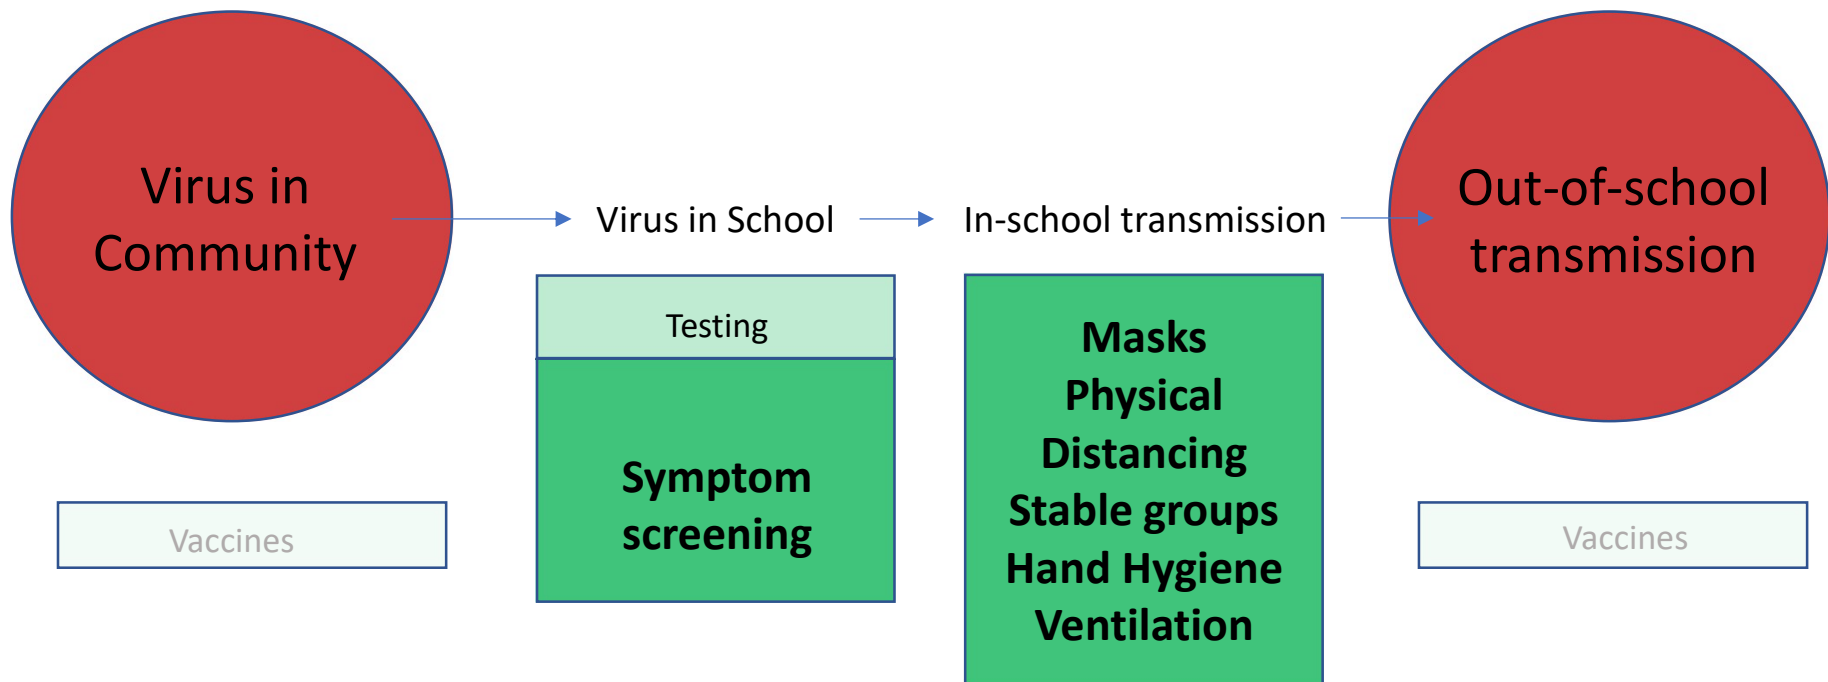 Virus in
Community
Virus in School
In-school transmission
Out-of-school
transmission
Testing
Symptom
screening
Masks
Physical
Distancing
Stable groups
Hand Hygiene
Ventilation
Vaccines
Vaccines